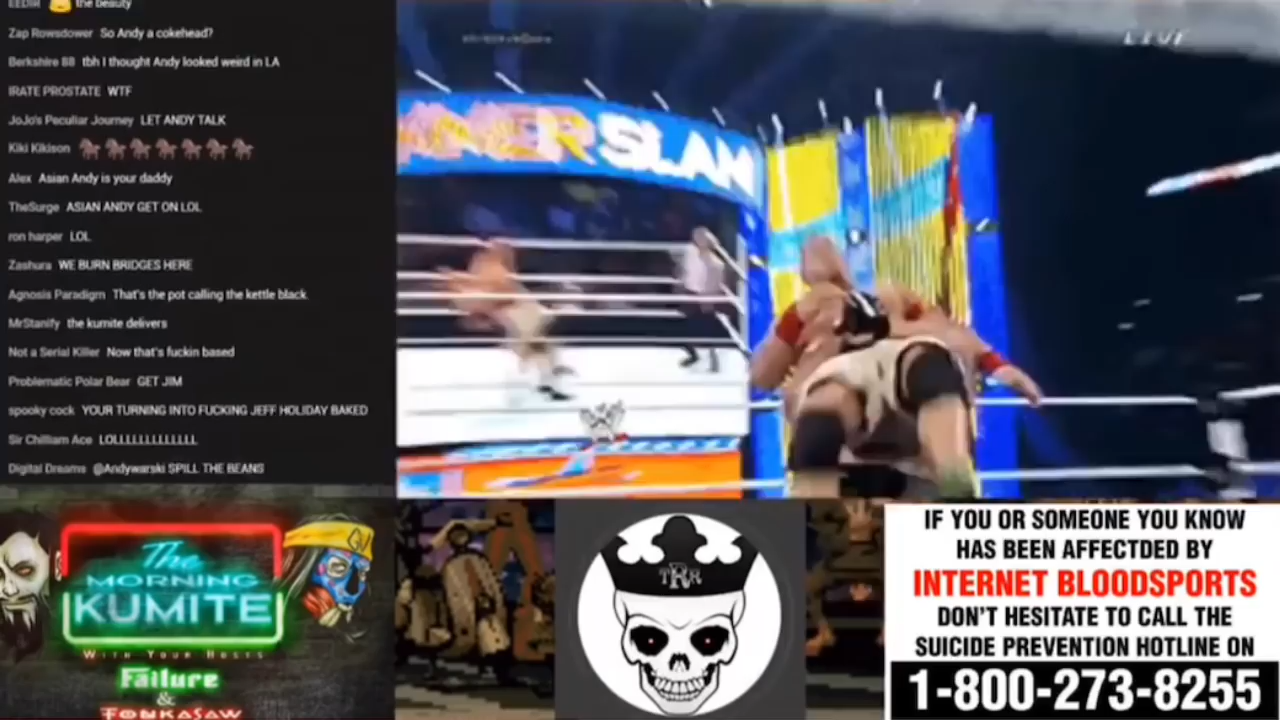 EEDIR the beauty
Zap Rowsdower So Andy a cokehead?
Berkshire 88 tbh I thought Andy looked weird in LA
IRATE PROSTATE WTF
JoJo's Peculiar Journey LET ANDY TALK
Kiki Kikison
Alex Asian Andy is your daddy
TheSurge ASIAN ANDY GET ON LOL
ron harper LOL
Zashura WE BURN BRIDGES HERE
Agnosis Paradigm That's the pot calling the kettle black
MrStanify the kumite delivers
Not a Serial Killer Now that's fuckin based
Problematic Polar Bear GET JIM
spooky cock YOUR TURNING INTO FUCKING JEFF HOLIDAY BAKED
Sir Chilliam Ace LOLLLLLLLLLLLL
Digital Dreams @Andywarski SPILL THE BEANS
LIVE
SLAM
The
MORNING
KUMITE
WITH YOUR HOSTS
Failure
&
TONKASAW
TRR
IF YOU OR SOMEONE YOU KNOW
HAS BEEN AFFECTDED BY
INTERNET BLOODSPORTS
DON'T HESITATE TO CALL THE
SUICIDE PREVENTION HOTLINE ON
1-800-273-8255